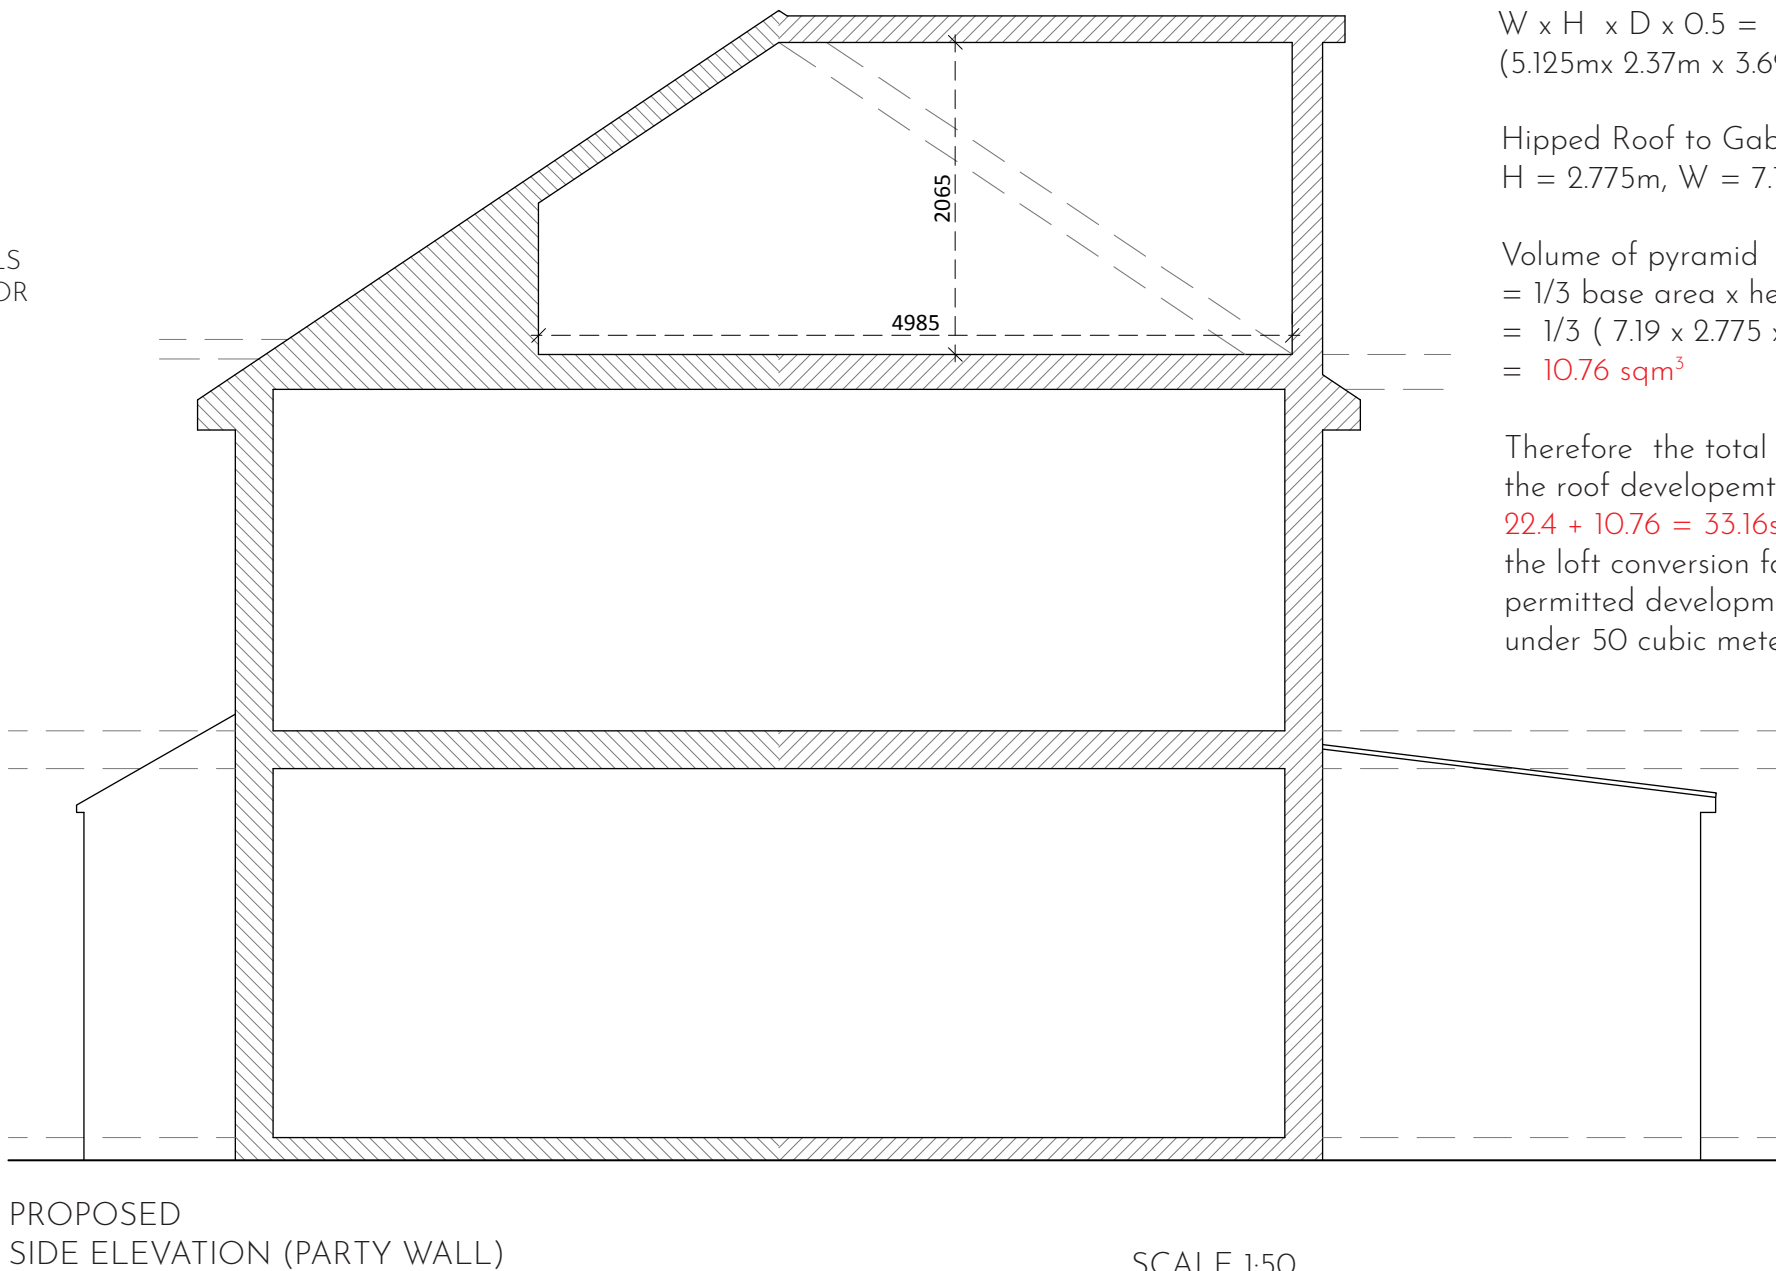 W x H x D x 0.5 =
(5.125mx 2.37m x 3.6
Hipped Roof to Gab
H = 2.775m, W = 7.
Volume of pyramid
= 1/3 base area x he
= 1/3 ( 7.19 x 2.775 x
= 10.76 sqm³
Therefore the total
the roof developemt
22.4 + 10.76 = 33.16s
the loft conversion fa
permitted developm
under 50 cubic mete
LS
OR
2065
4985
PROPOSED
SIDE ELEVATION (PARTY WALL)
SCALE 1:50